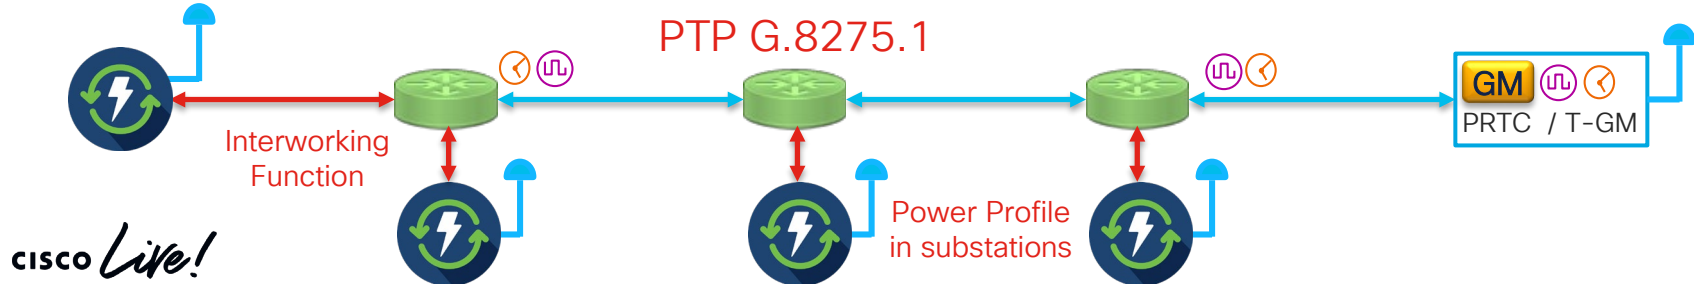 PTP G.8275.1
GM
PRTC / T-GM
Interworking
Function
Power Profile
in substations
CISCO Live!